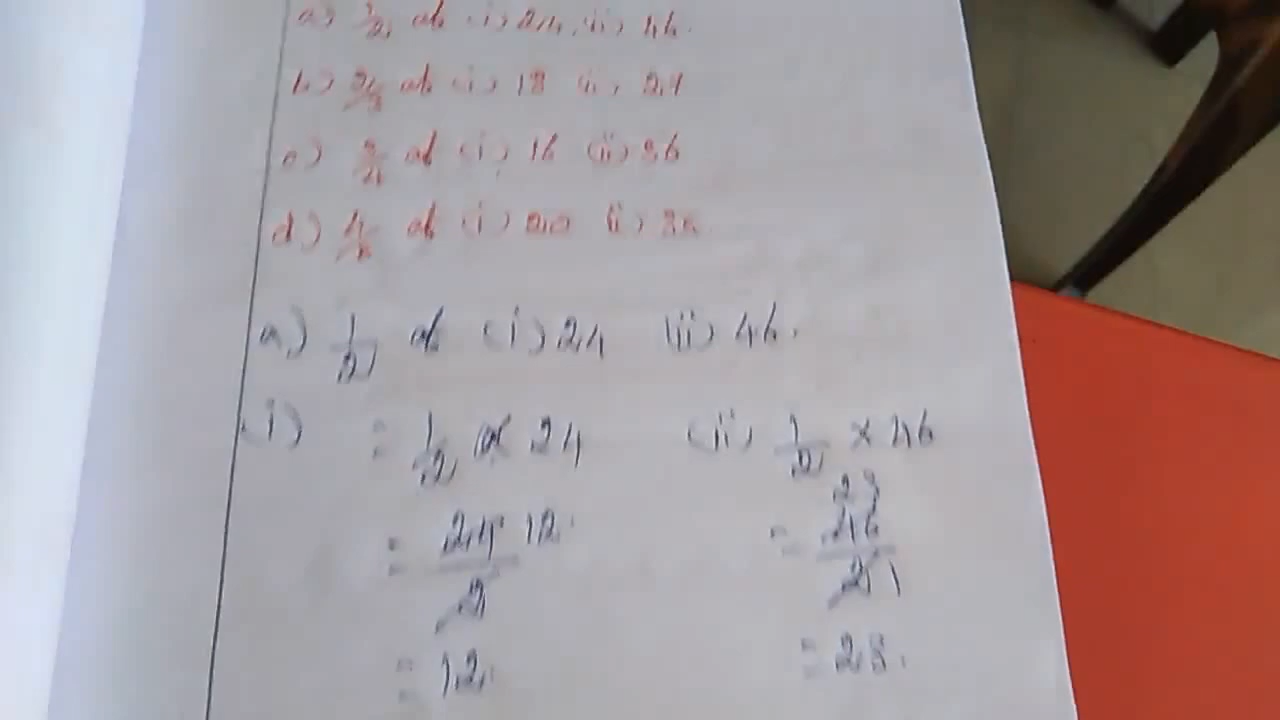 a) 1/2 of (i) 24, (ii) 46.
b) 2/3 of (i) 18 (ii) 24
c) 3/4 of (i) 16 (ii) 36
d) 4/5 of (i) 20 (ii) 35.
a) 1/2 of (i) 24 (ii) 46.
(i) = 1/2 of 24 (ii) 1/2 × 46
= 24/2 12 = 23 46/2 1
= 12. = 23.